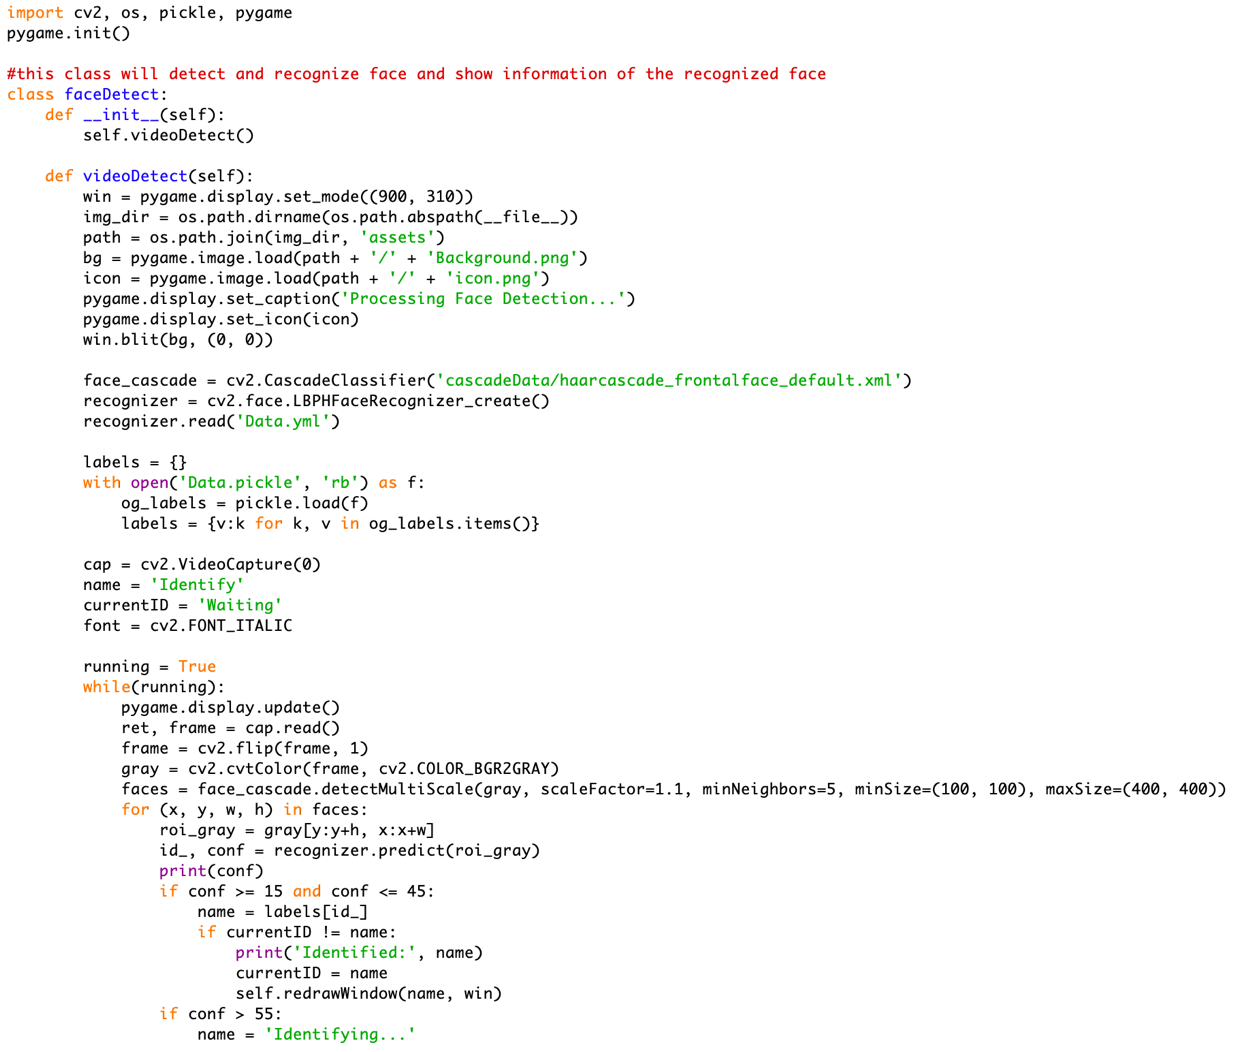 import cv2, os, pickle, pygame
pygame.init()

#this class will detect and recognize face and show information of the recognized face
class faceDetect:
    def __init__(self):
        self.videoDetect()

    def videoDetect(self):
        win = pygame.display.set_mode((900, 310))
        img_dir = os.path.dirname(os.path.abspath(__file__))
        path = os.path.join(img_dir, 'assets')
        bg = pygame.image.load(path + '/' + 'Background.png')
        icon = pygame.image.load(path + '/' + 'icon.png')
        pygame.display.set_caption('Processing Face Detection...')
        pygame.display.set_icon(icon)
        win.blit(bg, (0, 0))

        face_cascade = cv2.CascadeClassifier('cascadeData/haarcascade_frontalface_default.xml')
        recognizer = cv2.face.LBPHFaceRecognizer_create()
        recognizer.read('Data.yml')

        labels = {}
        with open('Data.pickle', 'rb') as f:
            og_labels = pickle.load(f)
            labels = {v:k for k, v in og_labels.items()}

        cap = cv2.VideoCapture(0)
        name = 'Identify'
        currentID = 'Waiting'
        font = cv2.FONT_ITALIC

        running = True
        while(running):
            pygame.display.update()
            ret, frame = cap.read()
            frame = cv2.flip(frame, 1)
            gray = cv2.cvtColor(frame, cv2.COLOR_BGR2GRAY)
            faces = face_cascade.detectMultiScale(gray, scaleFactor=1.1, minNeighbors=5, minSize=(100, 100), maxSize=(400, 400))
            for (x, y, w, h) in faces:
                roi_gray = gray[y:y+h, x:x+w]
                id_, conf = recognizer.predict(roi_gray)
                print(conf)
                if conf >= 15 and conf <= 45:
                    name = labels[id_]
                    if currentID != name:
                        print('Identified:', name)
                        currentID = name
                        self.redrawWindow(name, win)
                if conf > 55:
                    name = 'Identifying...'